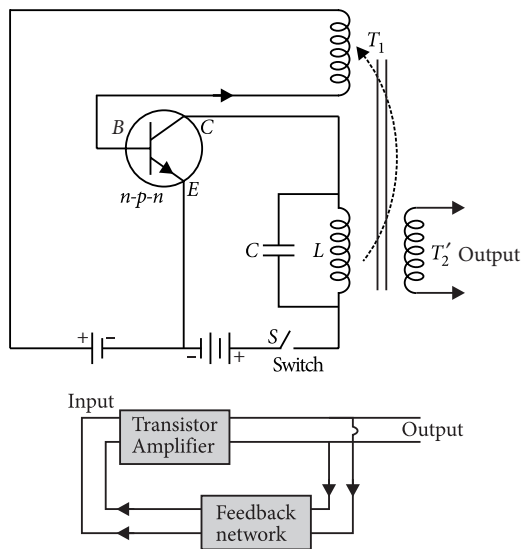 T₁
B
C
n-p-n
E
C
L
T₂′ Output
+ –
– +
S
Switch
Input
Transistor
Amplifier
Output
Feedback
network